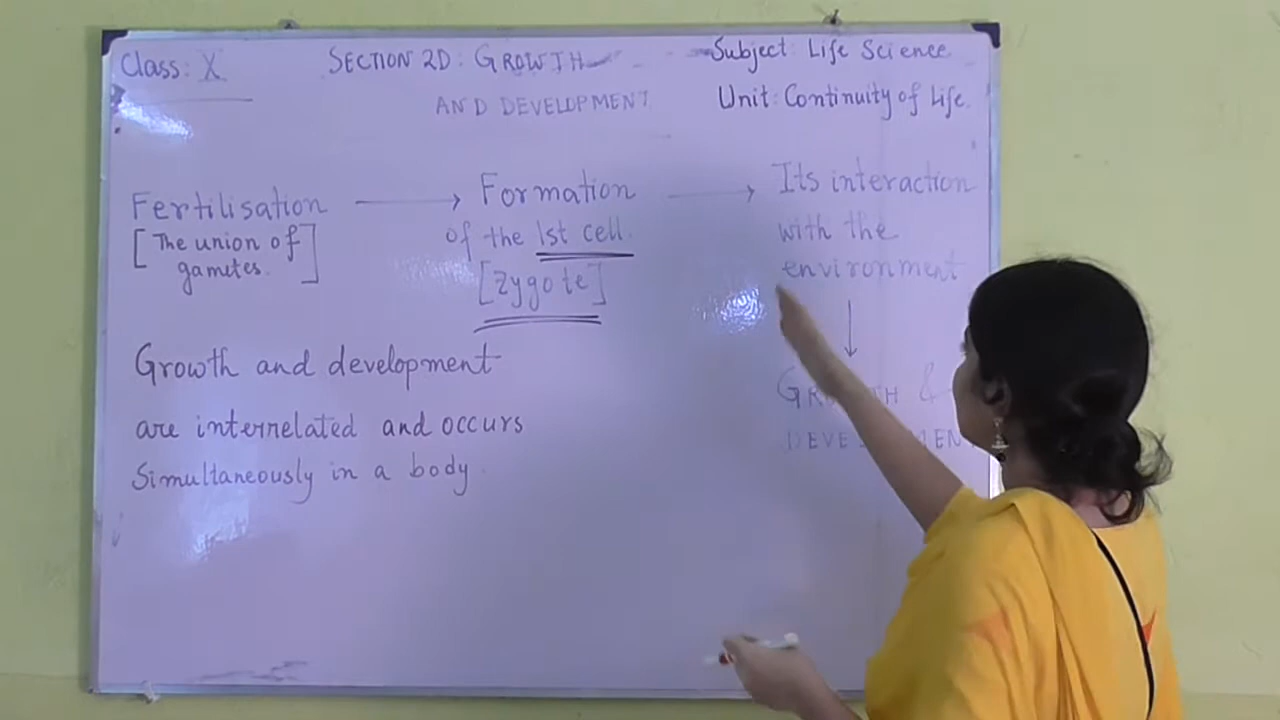 Class: X
SECTION 2D: GROWTH
AND DEVELOPMENT
Subject: Life Science
Unit: Continuity of Life.
Fertilisation
[The union of
gametes.]
Formation
of the 1st cell.
[Zygote]
Its interaction
with the
environment
GROWTH &
DEVELOPMENT
Growth and development
are interrelated and occurs
Simultaneously in a body.